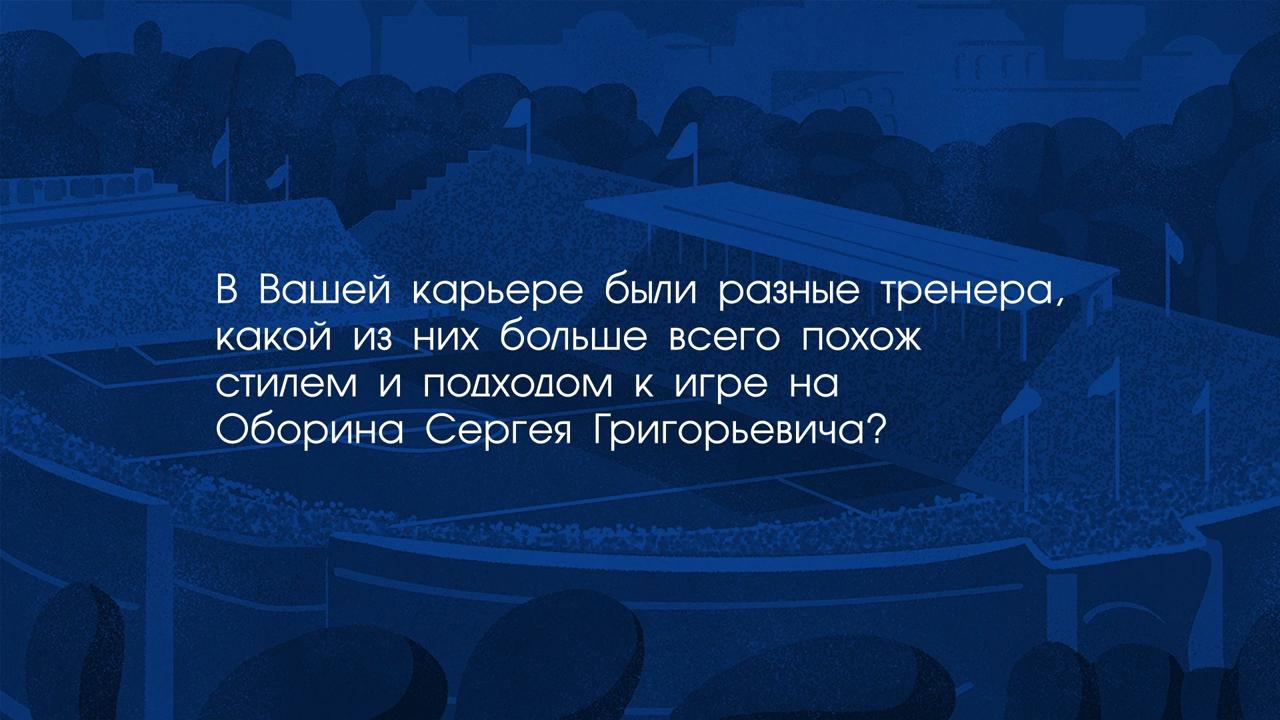 В Вашей карьере были разные тренера,
какой из них больше всего похож
стилем и подходом к игре на
Оборина Сергея Григорьевича?